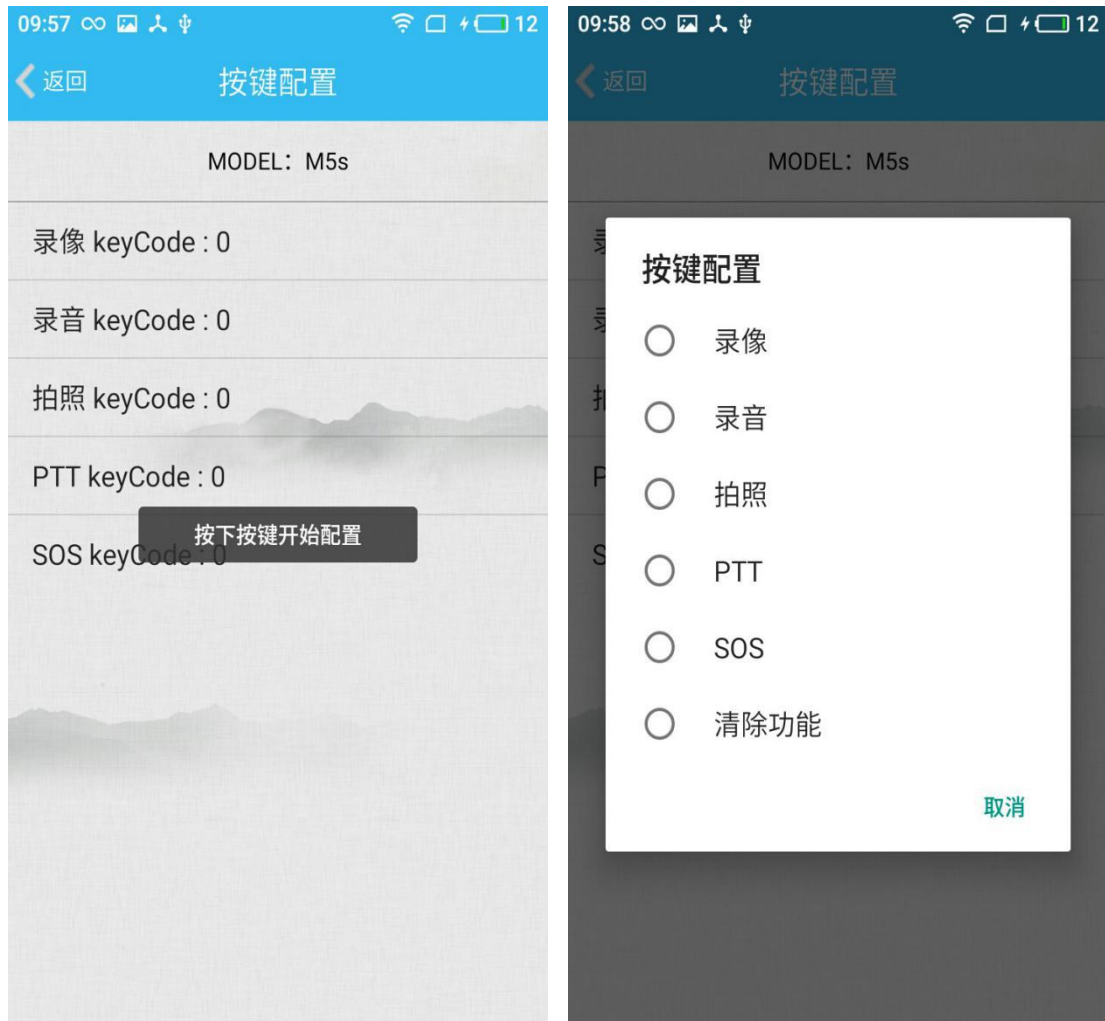 09:57 12
返回 按键配置
MODEL：M5s
录像 keyCode : 0
录音 keyCode : 0
拍照 keyCode : 0
PTT keyCode : 0
按下按键开始配置
SOS keyCode : 0
09:58 12
返回 按键配置
MODEL：M5s
按键配置
录像
录音
拍照
PTT
SOS
清除功能
取消